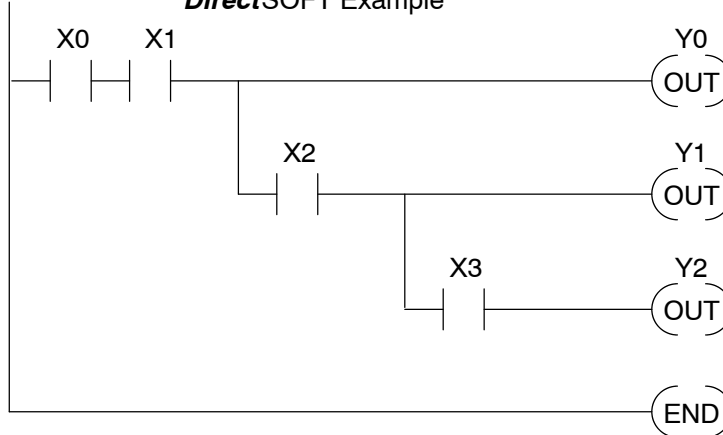 DirectSOFT Example
X0 X1 Y0
OUT
X2 Y1
OUT
X3 Y2
OUT
END